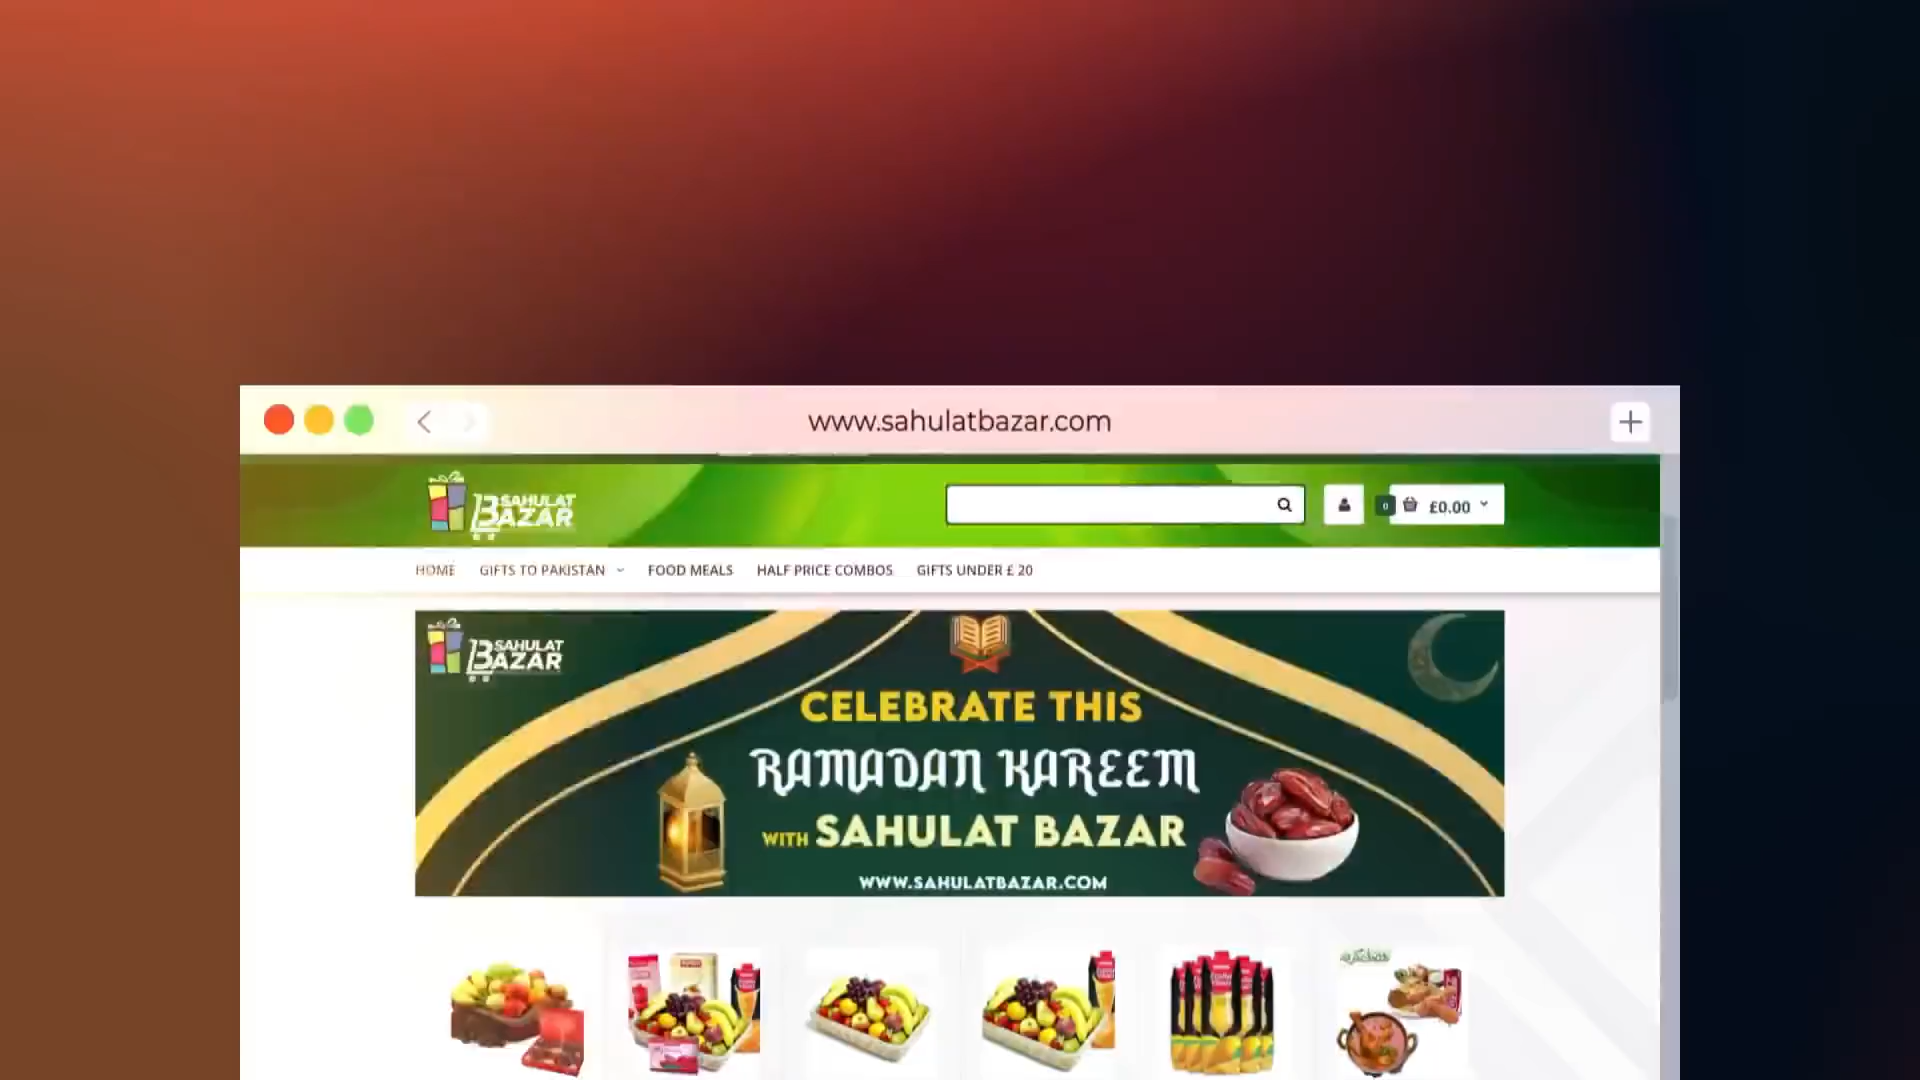 www.sahulatbazar.com
SAHULAT
BAZAR
0
£0.00
HOME
GIFTS TO PAKISTAN
FOOD MEALS
HALF PRICE COMBOS
GIFTS UNDER £ 20
SAHULAT
BAZAR
CELEBRATE THIS
RAMADAN KAREEM
WITH SAHULAT BAZAR
WWW.SAHULATBAZAR.COM